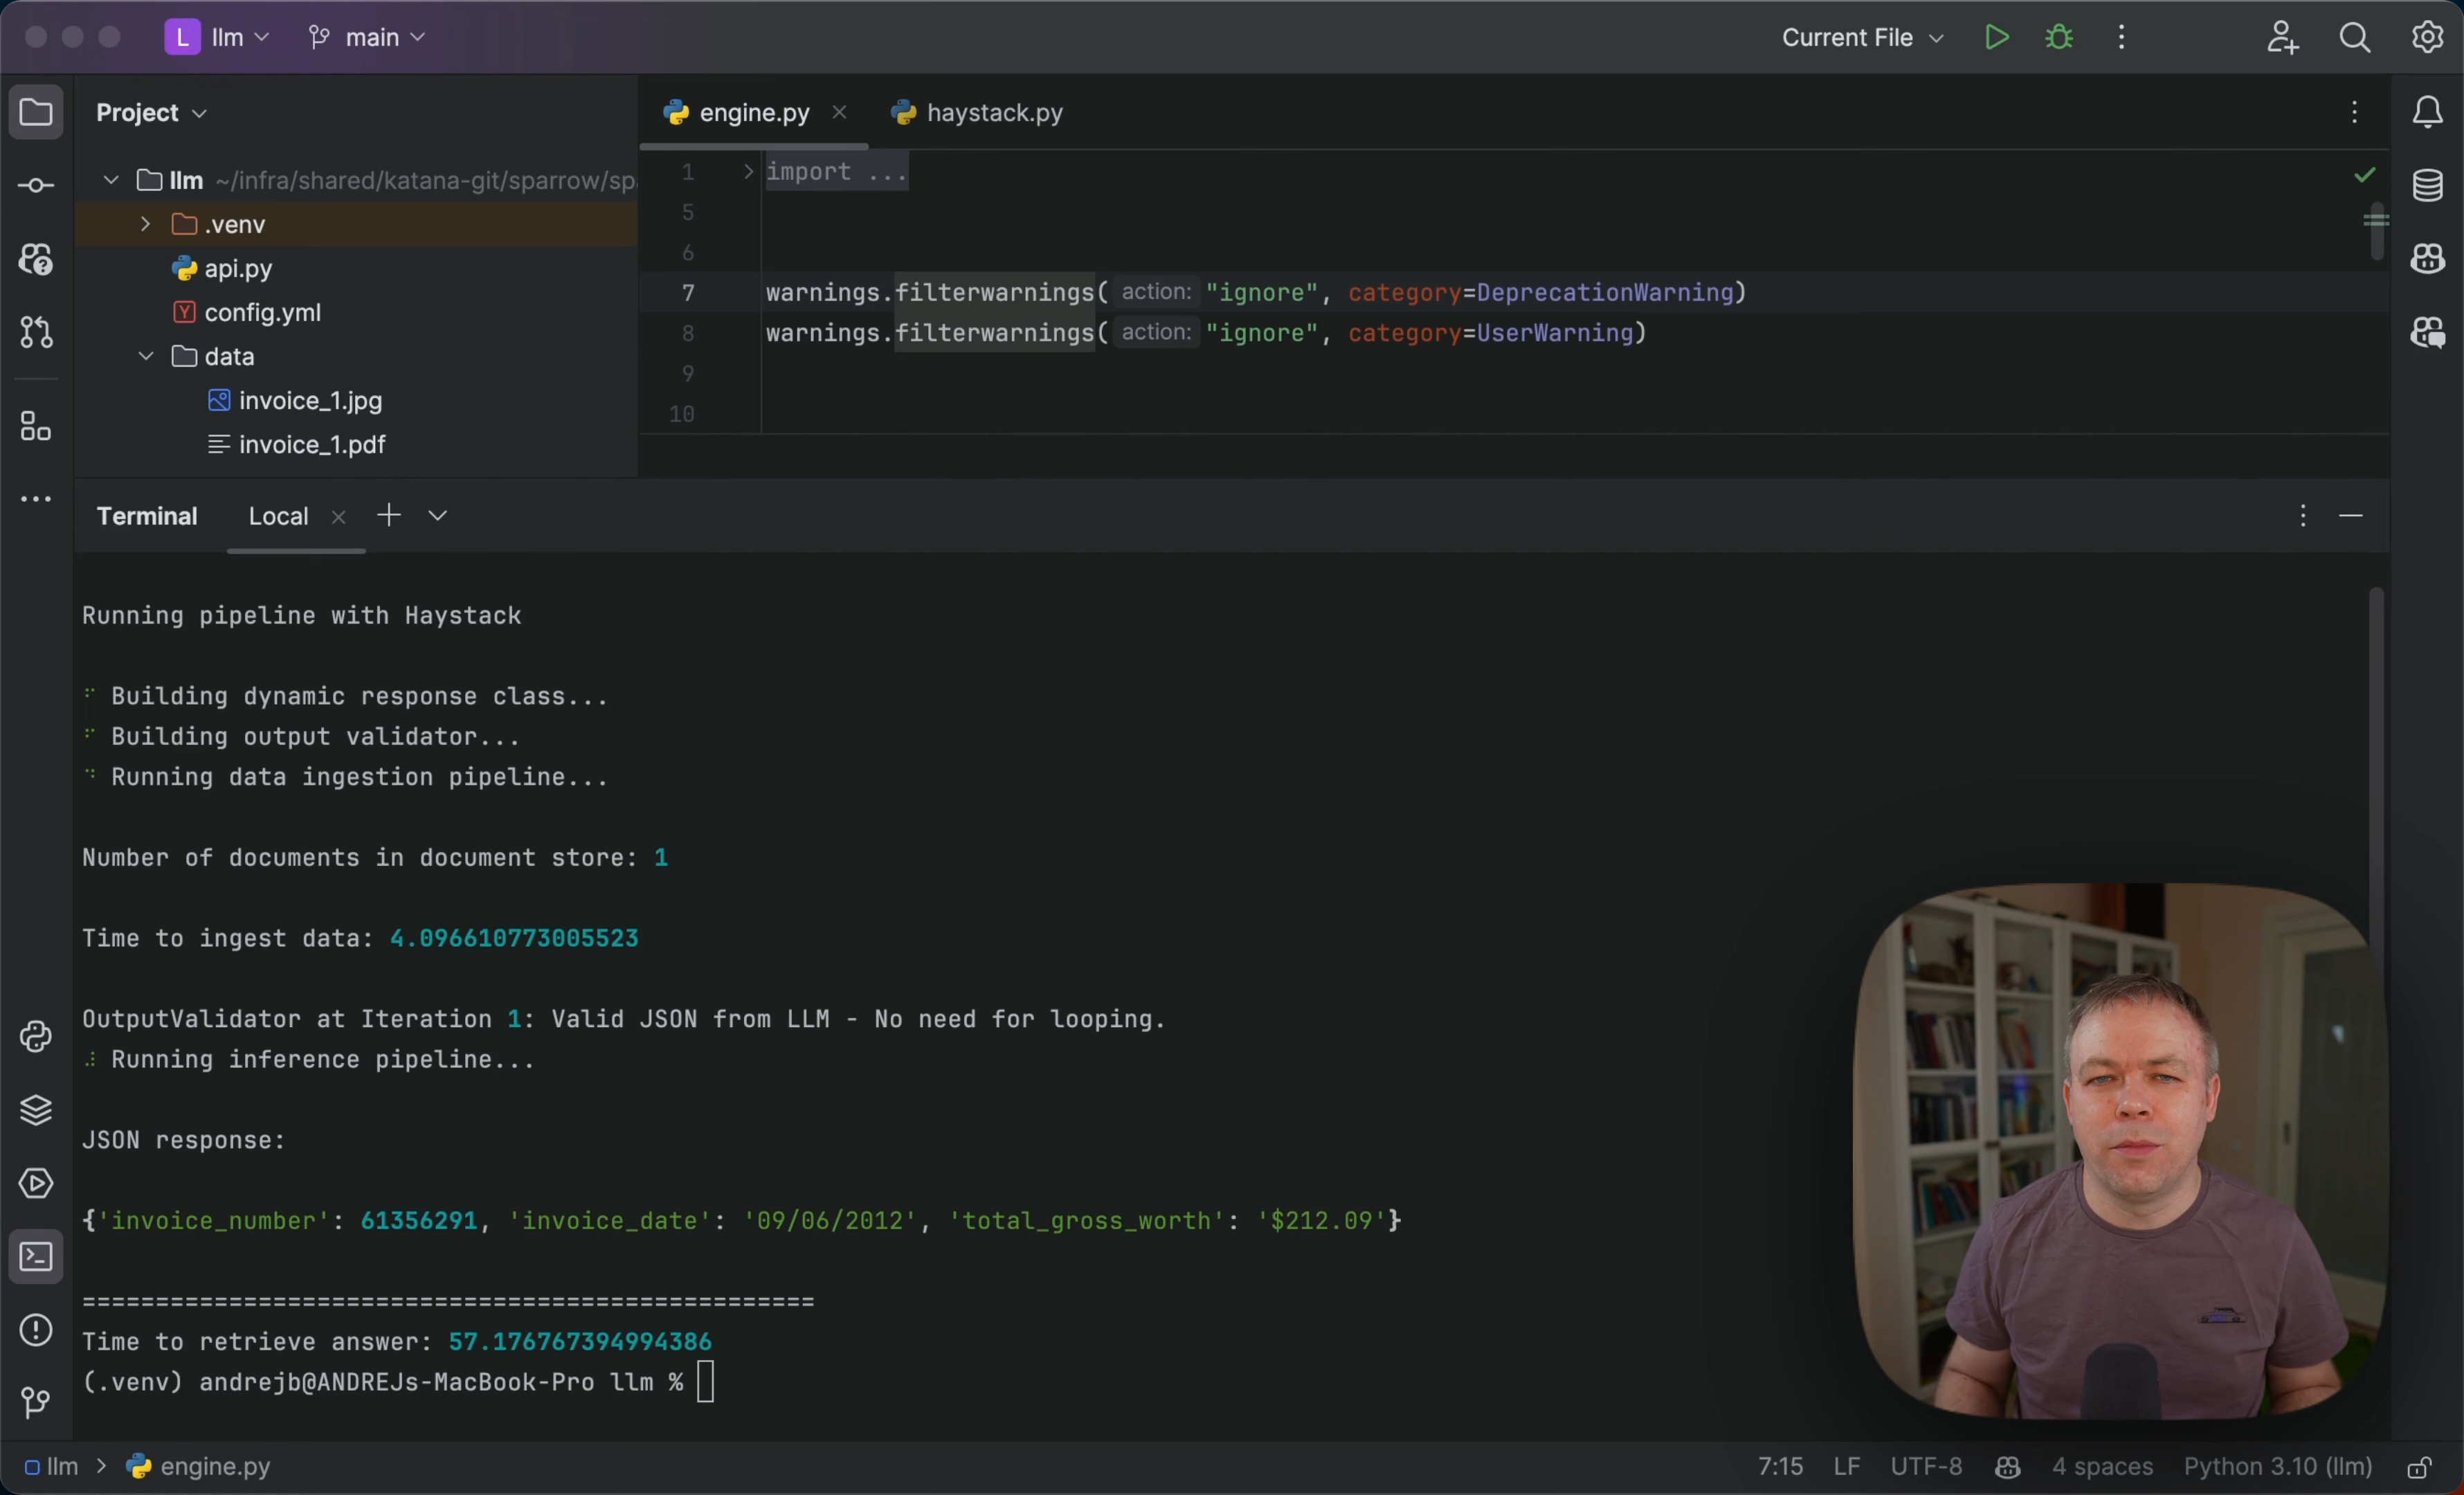 L llm main Current File
Project
engine.py haystack.py
llm ~/infra/shared/katana-git/sparrow/sp
.venv
api.py
config.yml
data
invoice_1.jpg
invoice_1.pdf
1 import ...
5
6
7 warnings.filterwarnings( action: "ignore", category=DeprecationWarning)
8 warnings.filterwarnings( action: "ignore", category=UserWarning)
9
10
Terminal Local
Running pipeline with Haystack
Building dynamic response class...
Building output validator...
Running data ingestion pipeline...
Number of documents in document store: 1
Time to ingest data: 4.096610773005523
OutputValidator at Iteration 1: Valid JSON from LLM - No need for looping.
Running inference pipeline...
JSON response:
{'invoice_number': 61356291, 'invoice_date': '09/06/2012', 'total_gross_worth': '$212.09'}
==================================================
Time to retrieve answer: 57.176767394994386
(.venv) andrejb@ANDREJs-MacBook-Pro llm %
llm > engine.py 7:15 LF UTF-8 4 spaces Python 3.10 (llm)